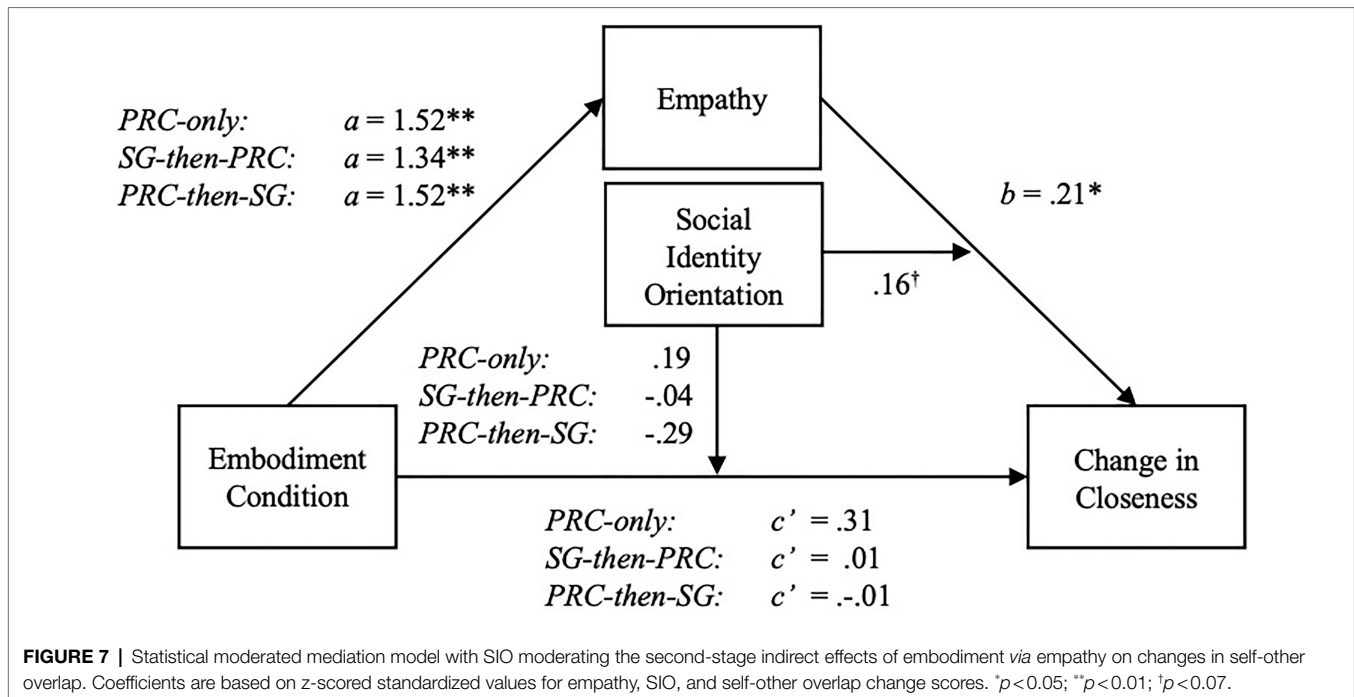 Empathy
PRC-only: a = 1.52**
SG-then-PRC: a = 1.34**
PRC-then-SG: a = 1.52**
b = .21*
Social
Identity
Orientation
.16†
PRC-only: .19
SG-then-PRC: -.04
PRC-then-SG: -.29
Embodiment
Condition
Change in
Closeness
PRC-only: c’ = .31
SG-then-PRC: c’ = .01
PRC-then-SG: c’ = .-.01
FIGURE 7 | Statistical moderated mediation model with SIO moderating the second-stage indirect effects of embodiment via empathy on changes in self-other
overlap. Coefficients are based on z-scored standardized values for empathy, SIO, and self-other overlap change scores. *p<0.05; **p<0.01; †p<0.07.